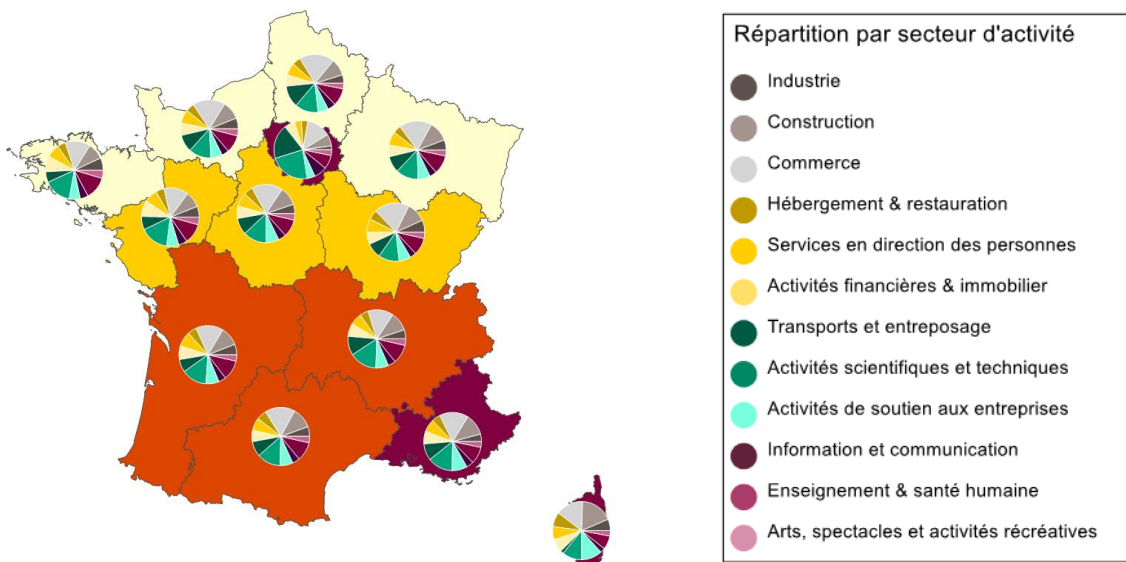 Répartition par secteur d'activité
Industrie
Construction
Commerce
Hébergement & restauration
Services en direction des personnes
Activités financières & immobilier
Transports et entreposage
Activités scientifiques et techniques
Activités de soutien aux entreprises
Information et communication
Enseignement & santé humaine
Arts, spectacles et activités récréatives